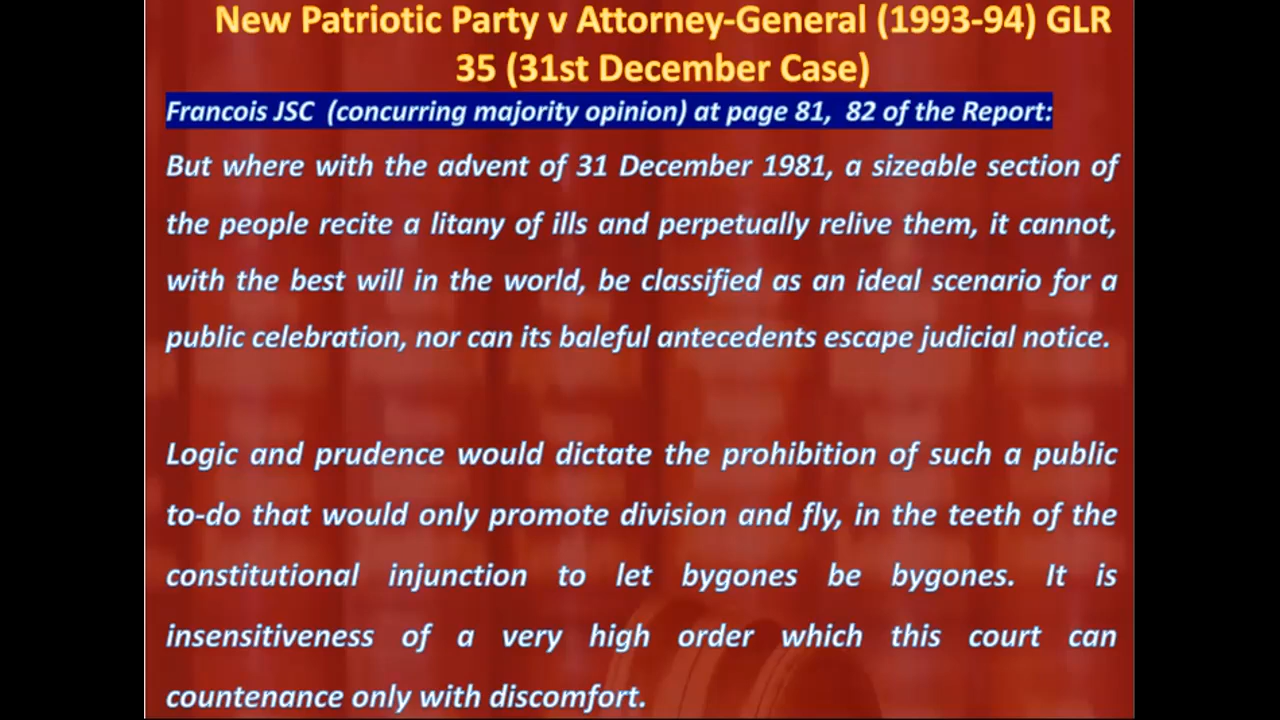 New Patriotic Party v Attorney-General (1993-94) GLR
35 (31st December Case)
Francois JSC (concurring majority opinion) at page 81, 82 of the Report:
But where with the advent of 31 December 1981, a sizeable section of
the people recite a litany of ills and perpetually relive them, it cannot,
with the best will in the world, be classified as an ideal scenario for a
public celebration, nor can its baleful antecedents escape judicial notice.
Logic and prudence would dictate the prohibition of such a public
to-do that would only promote division and fly, in the teeth of the
constitutional injunction to let bygones be bygones. It is
insensitiveness of a very high order which this court can
countenance only with discomfort.